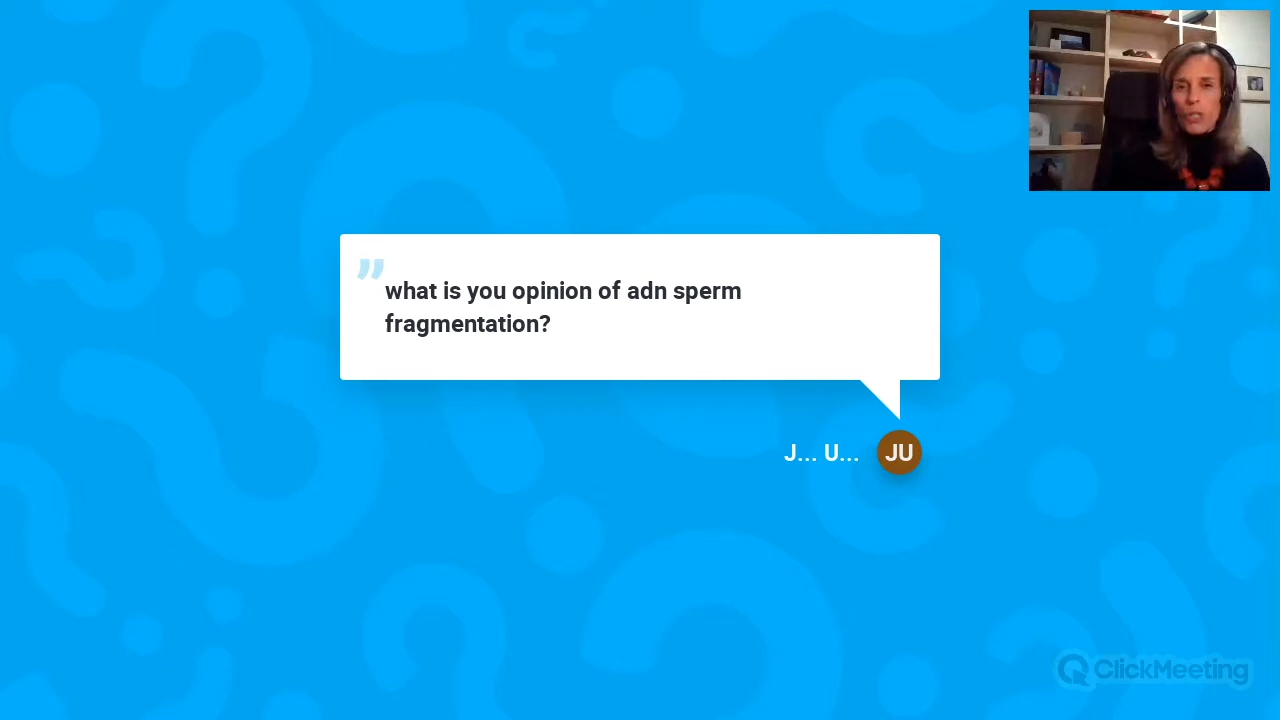 ”
what is you opinion of adn sperm
fragmentation?
J... U... JU
ClickMeeting